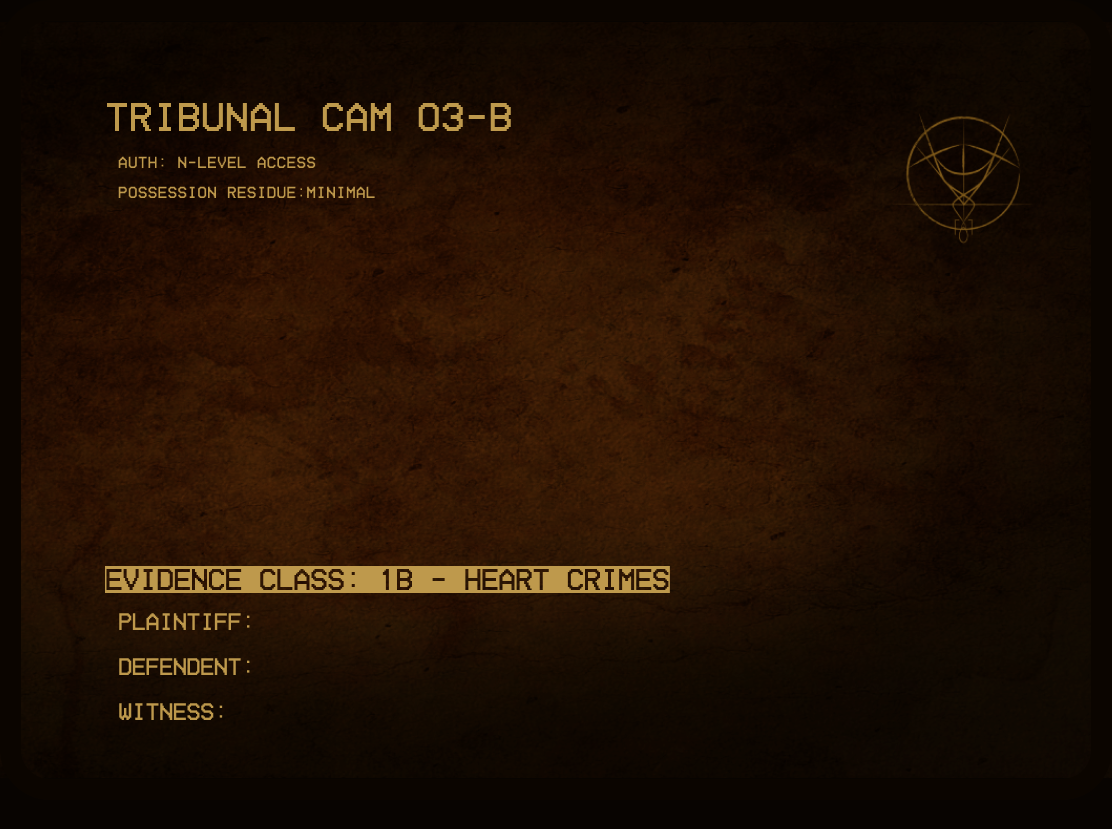 TRIBUNAL CAM 03-B
AUTH: N-LEVEL ACCESS
POSSESSION RESIDUE:MINIMAL
EVIDENCE CLASS: 1B - HEART CRIMES
PLAINTIFF:
DEFENDENT:
WITNESS: